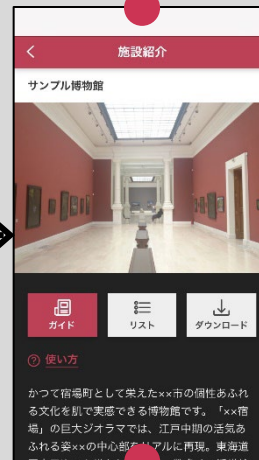 施設紹介
サンプル博物館
ガイド
リスト
ダウンロード
? 使い方
かつて宿場町として栄えた××市の個性あふれ
る文化を肌で実感できる博物館です。「××宿
場」の巨大ジオラマでは、江戸中期の活気あ
ふれる姿××の中心部をリアルに再現。東海道